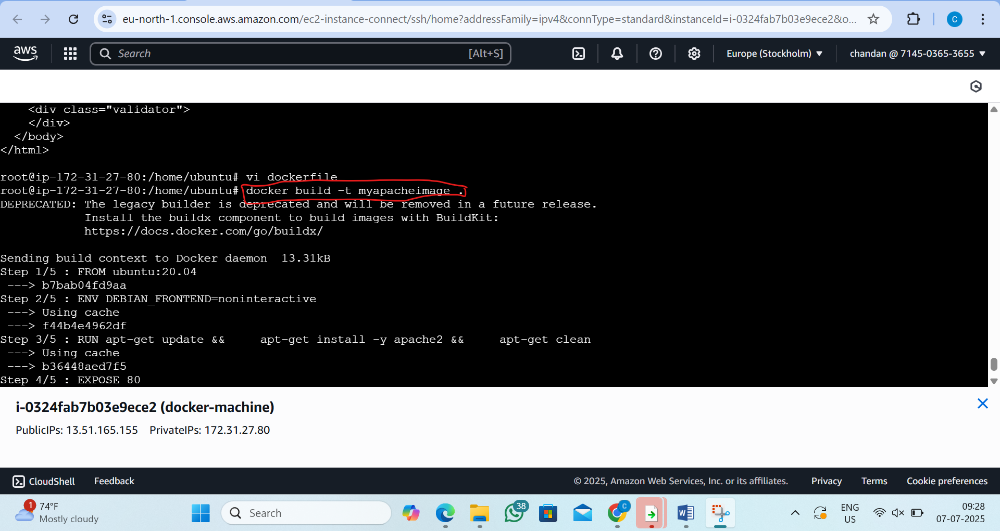 eu-north-1.console.aws.amazon.com/ec2-instance-connect/ssh/home?addressFamily=ipv4&connType=standard&instanceId=i-0324fab7b03e9ece2&o...
C
aws
Search
[Alt+S]
Europe (Stockholm)
chandan @ 7145-0365-3655
<div class="validator">
</div>
</body>
</html>
root@ip-172-31-27-80:/home/ubuntu# vi dockerfile
root@ip-172-31-27-80:/home/ubuntu# docker build -t myapacheimage .
DEPRECATED: The legacy builder is deprecated and will be removed in a future release.
Install the buildx component to build images with BuildKit:
https://docs.docker.com/go/buildx/
Sending build context to Docker daemon  13.31kB
Step 1/5 : FROM ubuntu:20.04
---> b7bab04fd9aa
Step 2/5 : ENV DEBIAN_FRONTEND=noninteractive
---> Using cache
---> f44b4e4962df
Step 3/5 : RUN apt-get update &&     apt-get install -y apache2 &&     apt-get clean
---> Using cache
---> b36448aed7f5
Step 4/5 : EXPOSE 80
i-0324fab7b03e9ece2 (docker-machine)
PublicIPs: 13.51.165.155 PrivateIPs: 172.31.27.80
CloudShell
Feedback
© 2025, Amazon Web Services, Inc. or its affiliates.
Privacy
Terms
Cookie preferences
1
74°F
Mostly cloudy
Search
38
C
W
ENG
US
09:28
07-07-2025